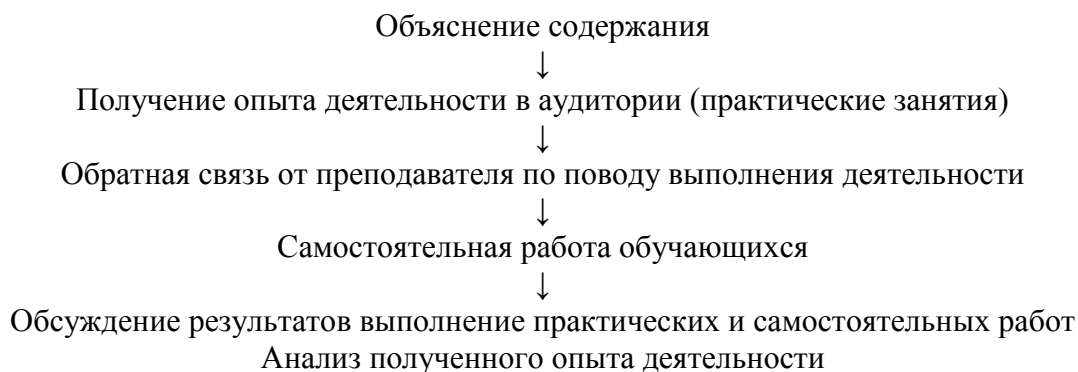 Объяснение содержания
↓
Получение опыта деятельности в аудитории (практические занятия)
↓
Обратная связь от преподавателя по поводу выполнения деятельности
↓
Самостоятельная работа обучающихся
↓
Обсуждение результатов выполнение практических и самостоятельных работ
Анализ полученного опыта деятельности